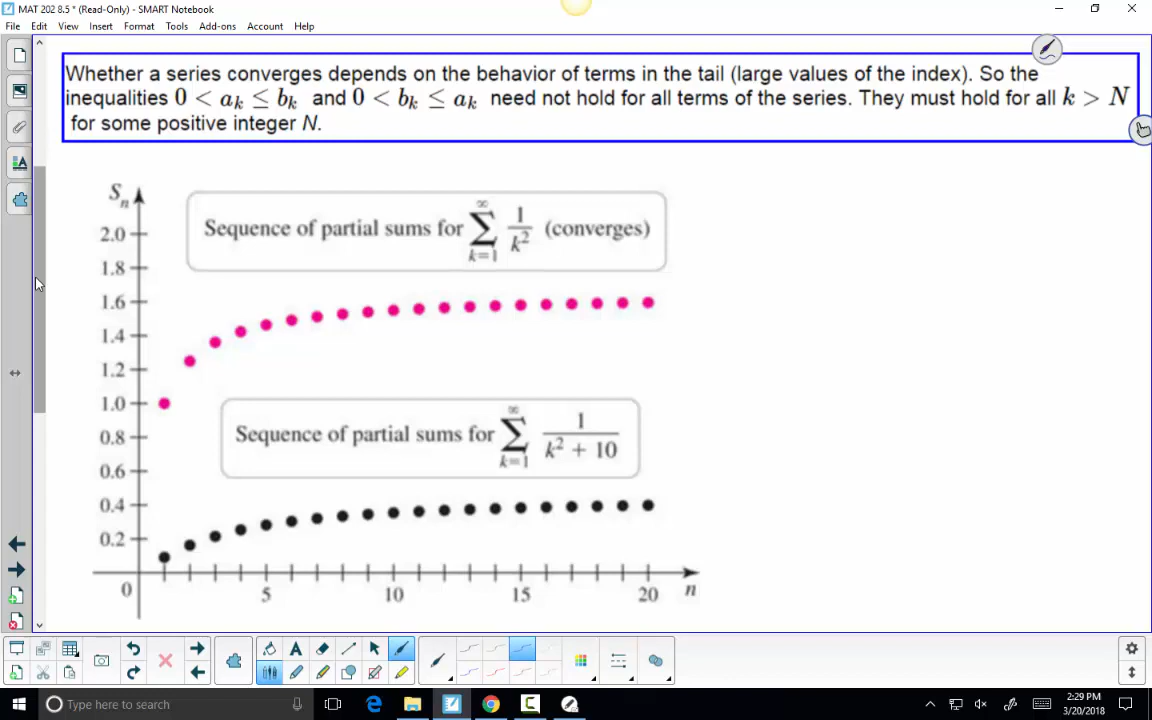 MAT 202 8.5 * (Read-Only) - SMART Notebook
File Edit View Insert Format Tools Add-ons Account Help
Whether a series converges depends on the behavior of terms in the tail (large values of the index). So the
inequalities 0 < aₖ ≤ bₖ and 0 < bₖ ≤ aₖ need not hold for all terms of the series. They must hold for all k > N
for some positive integer N.
Sₙ
Sequence of partial sums for ∑_{k=1}^{∞} 1/k² (converges)
2.0
1.8
1.6
1.4
1.2
1.0
Sequence of partial sums for ∑_{k=1}^{∞} 1/(k² + 10)
0.8
0.6
0.4
0.2
0 5 10 15 20 n
Type here to search
2:29 PM
3/20/2018